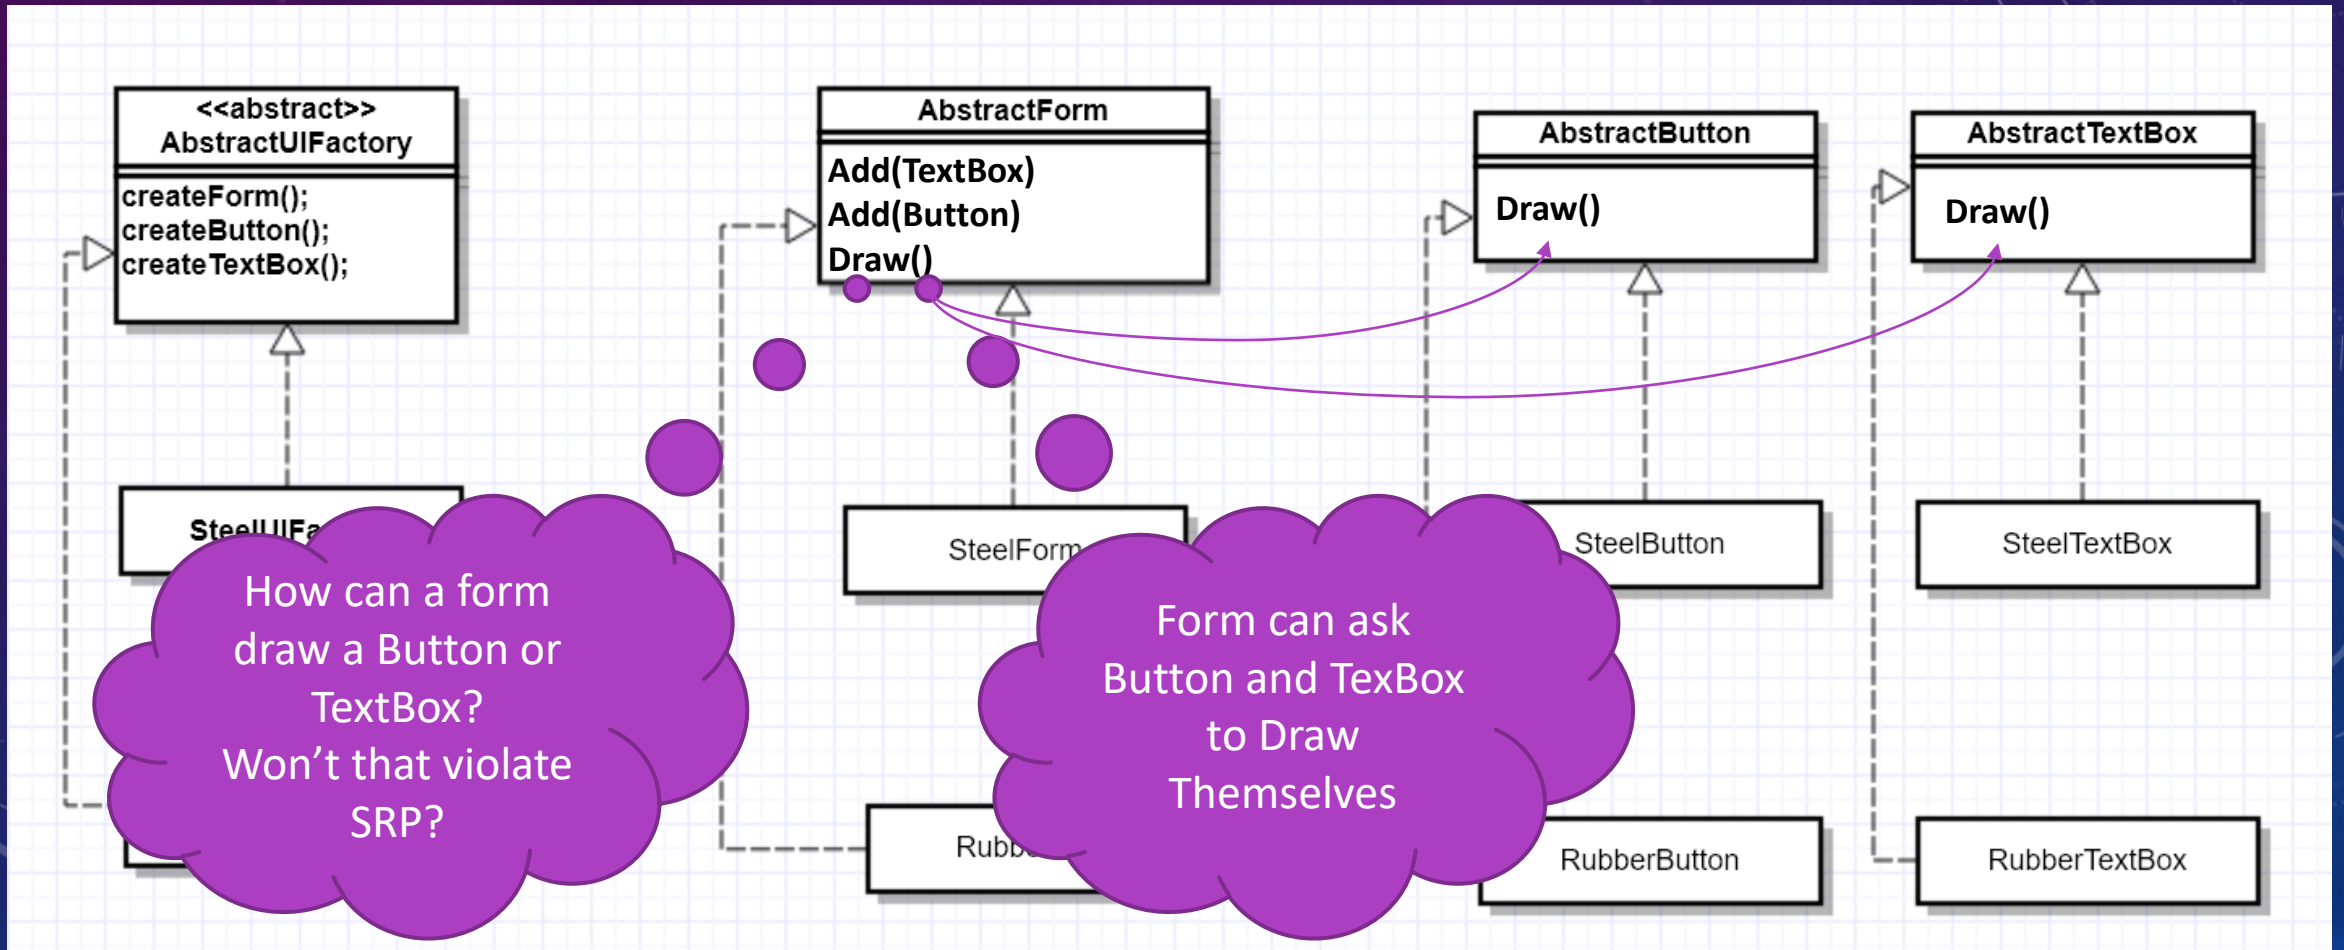 <<abstract>>
AbstractUIFactory
createForm();
createButton();
createTextBox();
AbstractForm
Add(TextBox)
Add(Button)
Draw()
AbstractButton
Draw()
AbstractTextBox
Draw()
SteelForm
SteelButton
SteelTextBox
How can a form
draw a Button or
TextBox?
Won’t that violate
SRP?
Form can ask
Button and TexBox
to Draw
Themselves
RubberButton
RubberTextBox